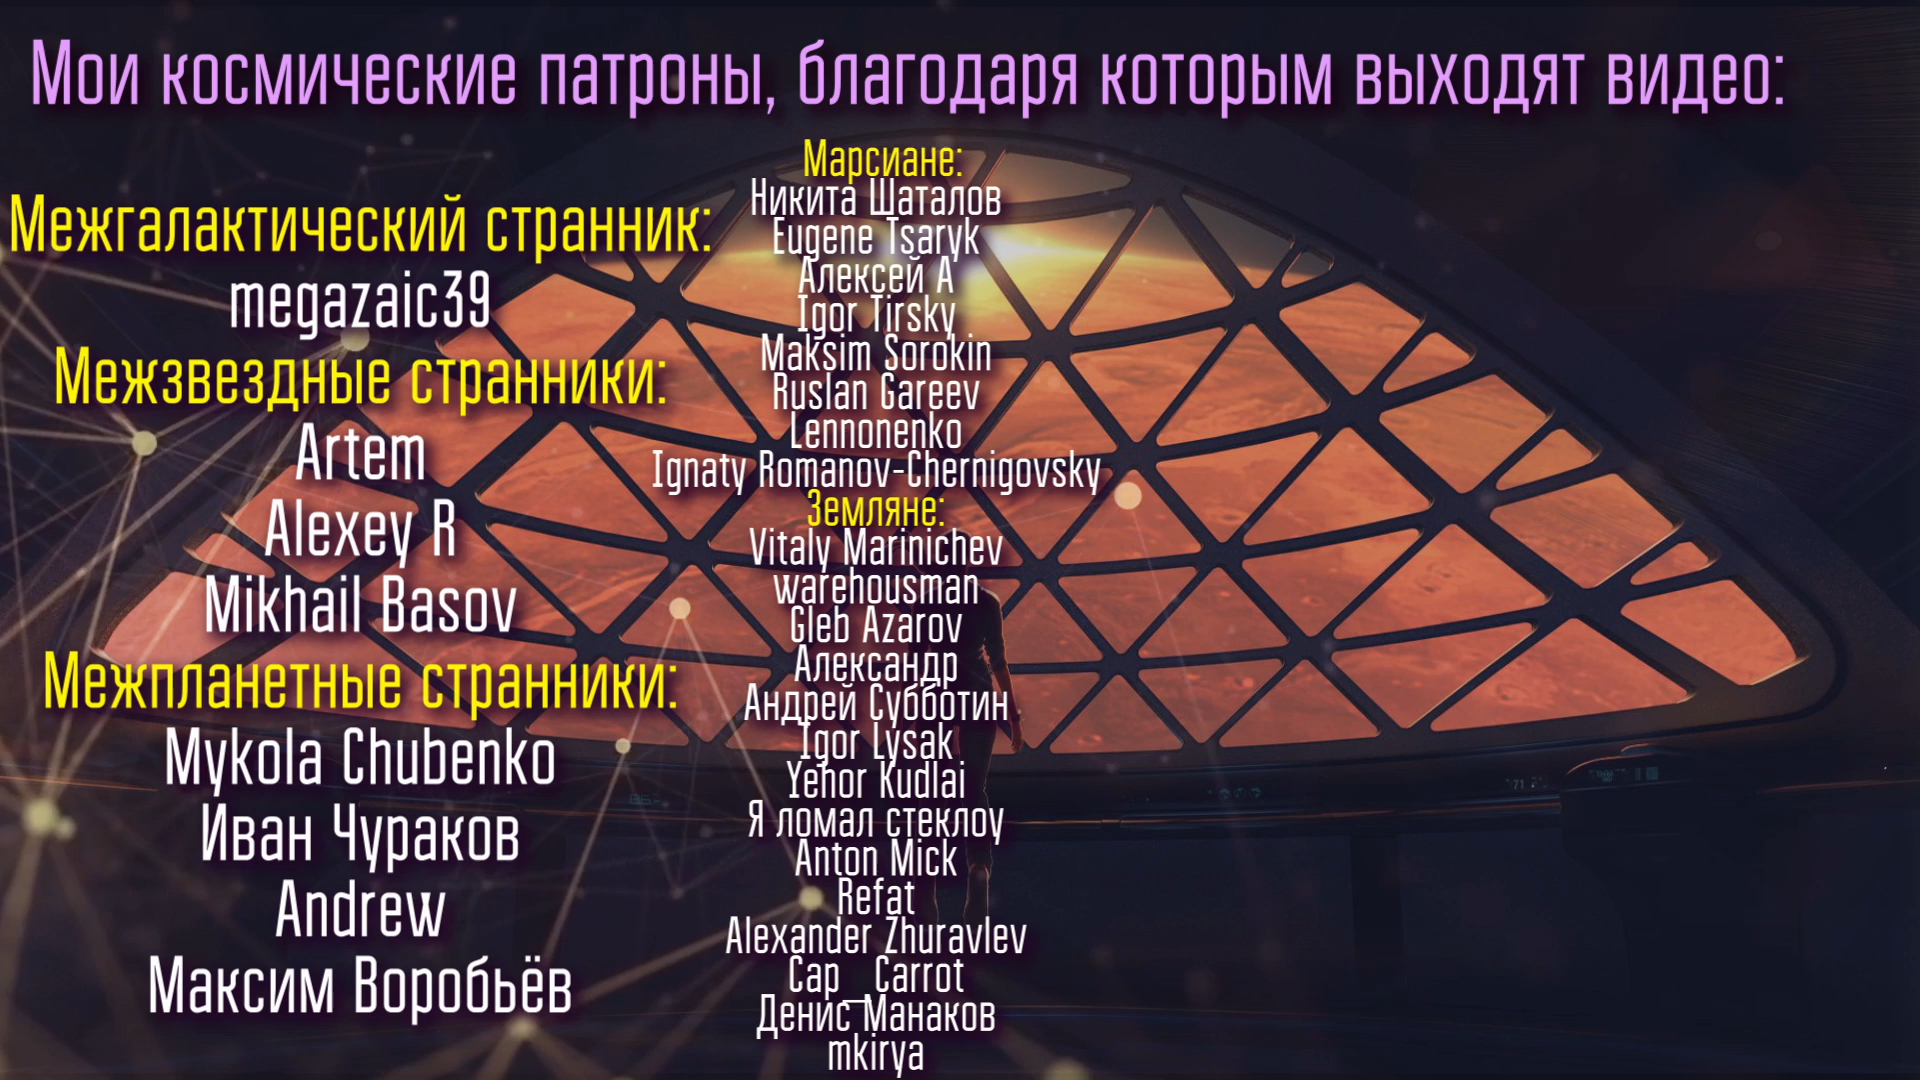 Мои космические патроны, благодаря которым выходят видео:
Межгалактический странник:
megazaic39
Межзвездные странники:
Artem
Alexey R
Mikhail Basov
Межпланетные странники:
Mykola Chubenko
Иван Чураков
Andrew
Максим Воробьёв
Марсиане:
Никита Шаталов
Eugene Tsaryk
Алексей А
Igor Tirsky
Maksim Sorokin
Ruslan Gareev
Lennonenko
Ignaty Romanov-Chernigovsky
Земляне:
Vitaly Marinichev
warehousman
Gleb Azarov
Александр
Андрей Субботин
Igor Lysak
Yehor Kudlai
Я ломал стеклоу
Anton Mick
Refat
Alexander Zhuravlev
Cap_Carrot
Денис Манаков
mkirya